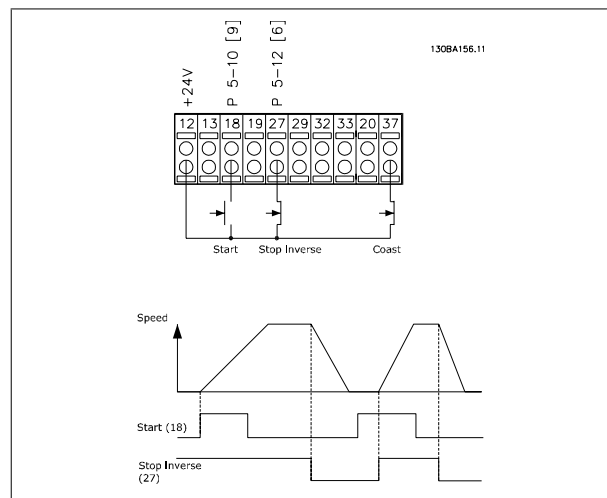 P 5-10 [9]
P 5-12 [6]
130BA156.11
+24V
12 13 18 19 27 29 32 33 20 37
Start Stop Inverse Coast
Speed
Start (18)
Stop Inverse
(27)